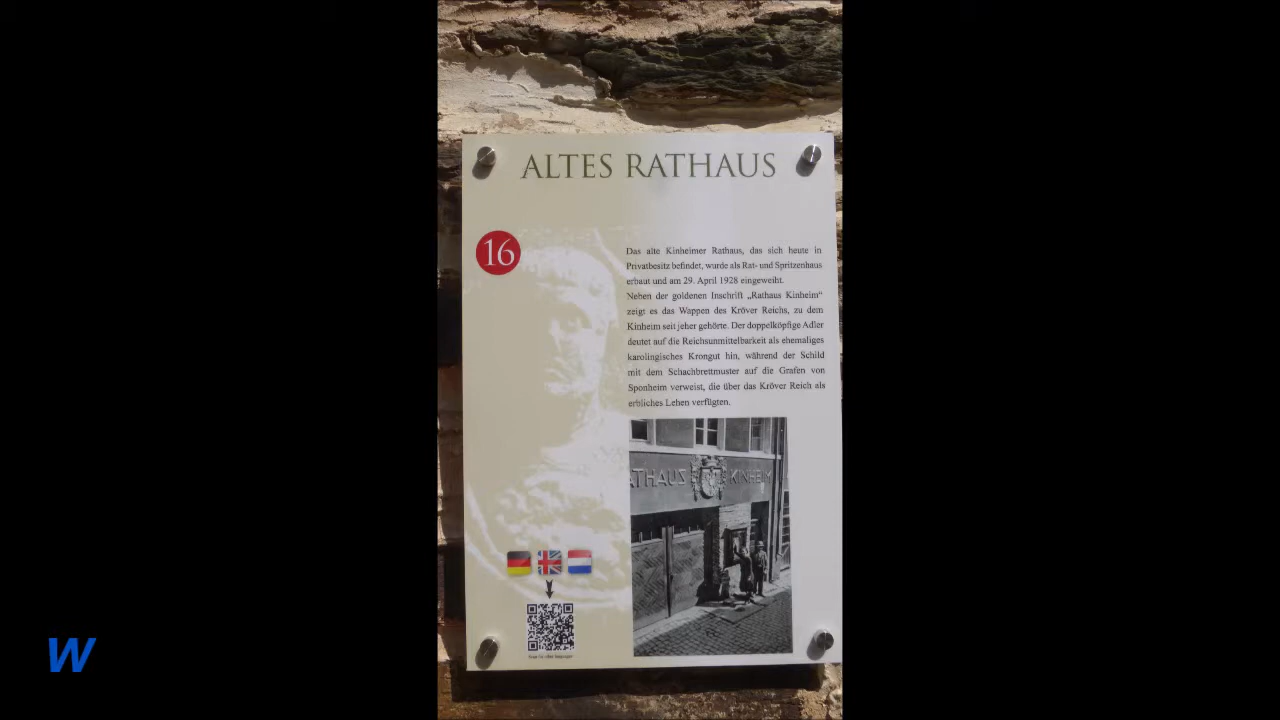 ALTES RATHAUS
16
Das alte Kinheimer Rathaus, das sich heute in
Privatbesitz befindet, wurde als Rat- und Spritzenhaus
erbaut und am 29. April 1928 eingeweiht.
Neben der goldenen Inschrift „Rathaus Kinheim“
zeigt es das Wappen des Kröver Reichs, zu dem
Kinheim seit jeher gehörte. Der doppelköpfige Adler
deutet auf die Reichsunmittelbarkeit als ehemaliges
karolingisches Krongut hin, während der Schild
mit dem Schachbrettmuster auf die Grafen von
Sponheim verweist, die über das Kröver Reich als
erbliches Lehen verfügten.
ATHAUS KINHEIM
W